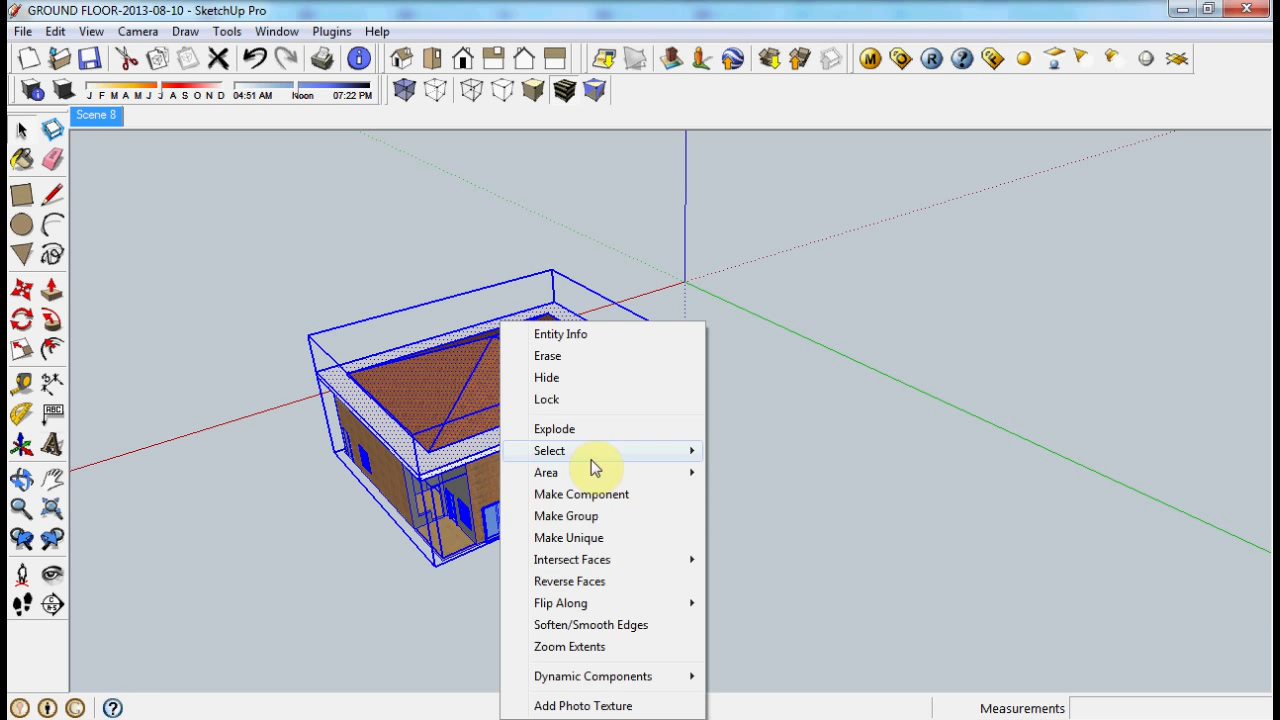 GROUND FLOOR-2013-08-10 - SketchUp Pro
File Edit View Camera Draw Tools Window Plugins Help
M R ?
J F M A M J J A S O N D 04:51 AM Noon 07:22 PM
Scene 8
Entity Info
Erase
Hide
Lock
Explode
Select
Area
ABC
Make Component
Make Group
Make Unique
Intersect Faces
Reverse Faces
Flip Along
Soften/Smooth Edges
Zoom Extents
Dynamic Components
Add Photo Texture
Measurements